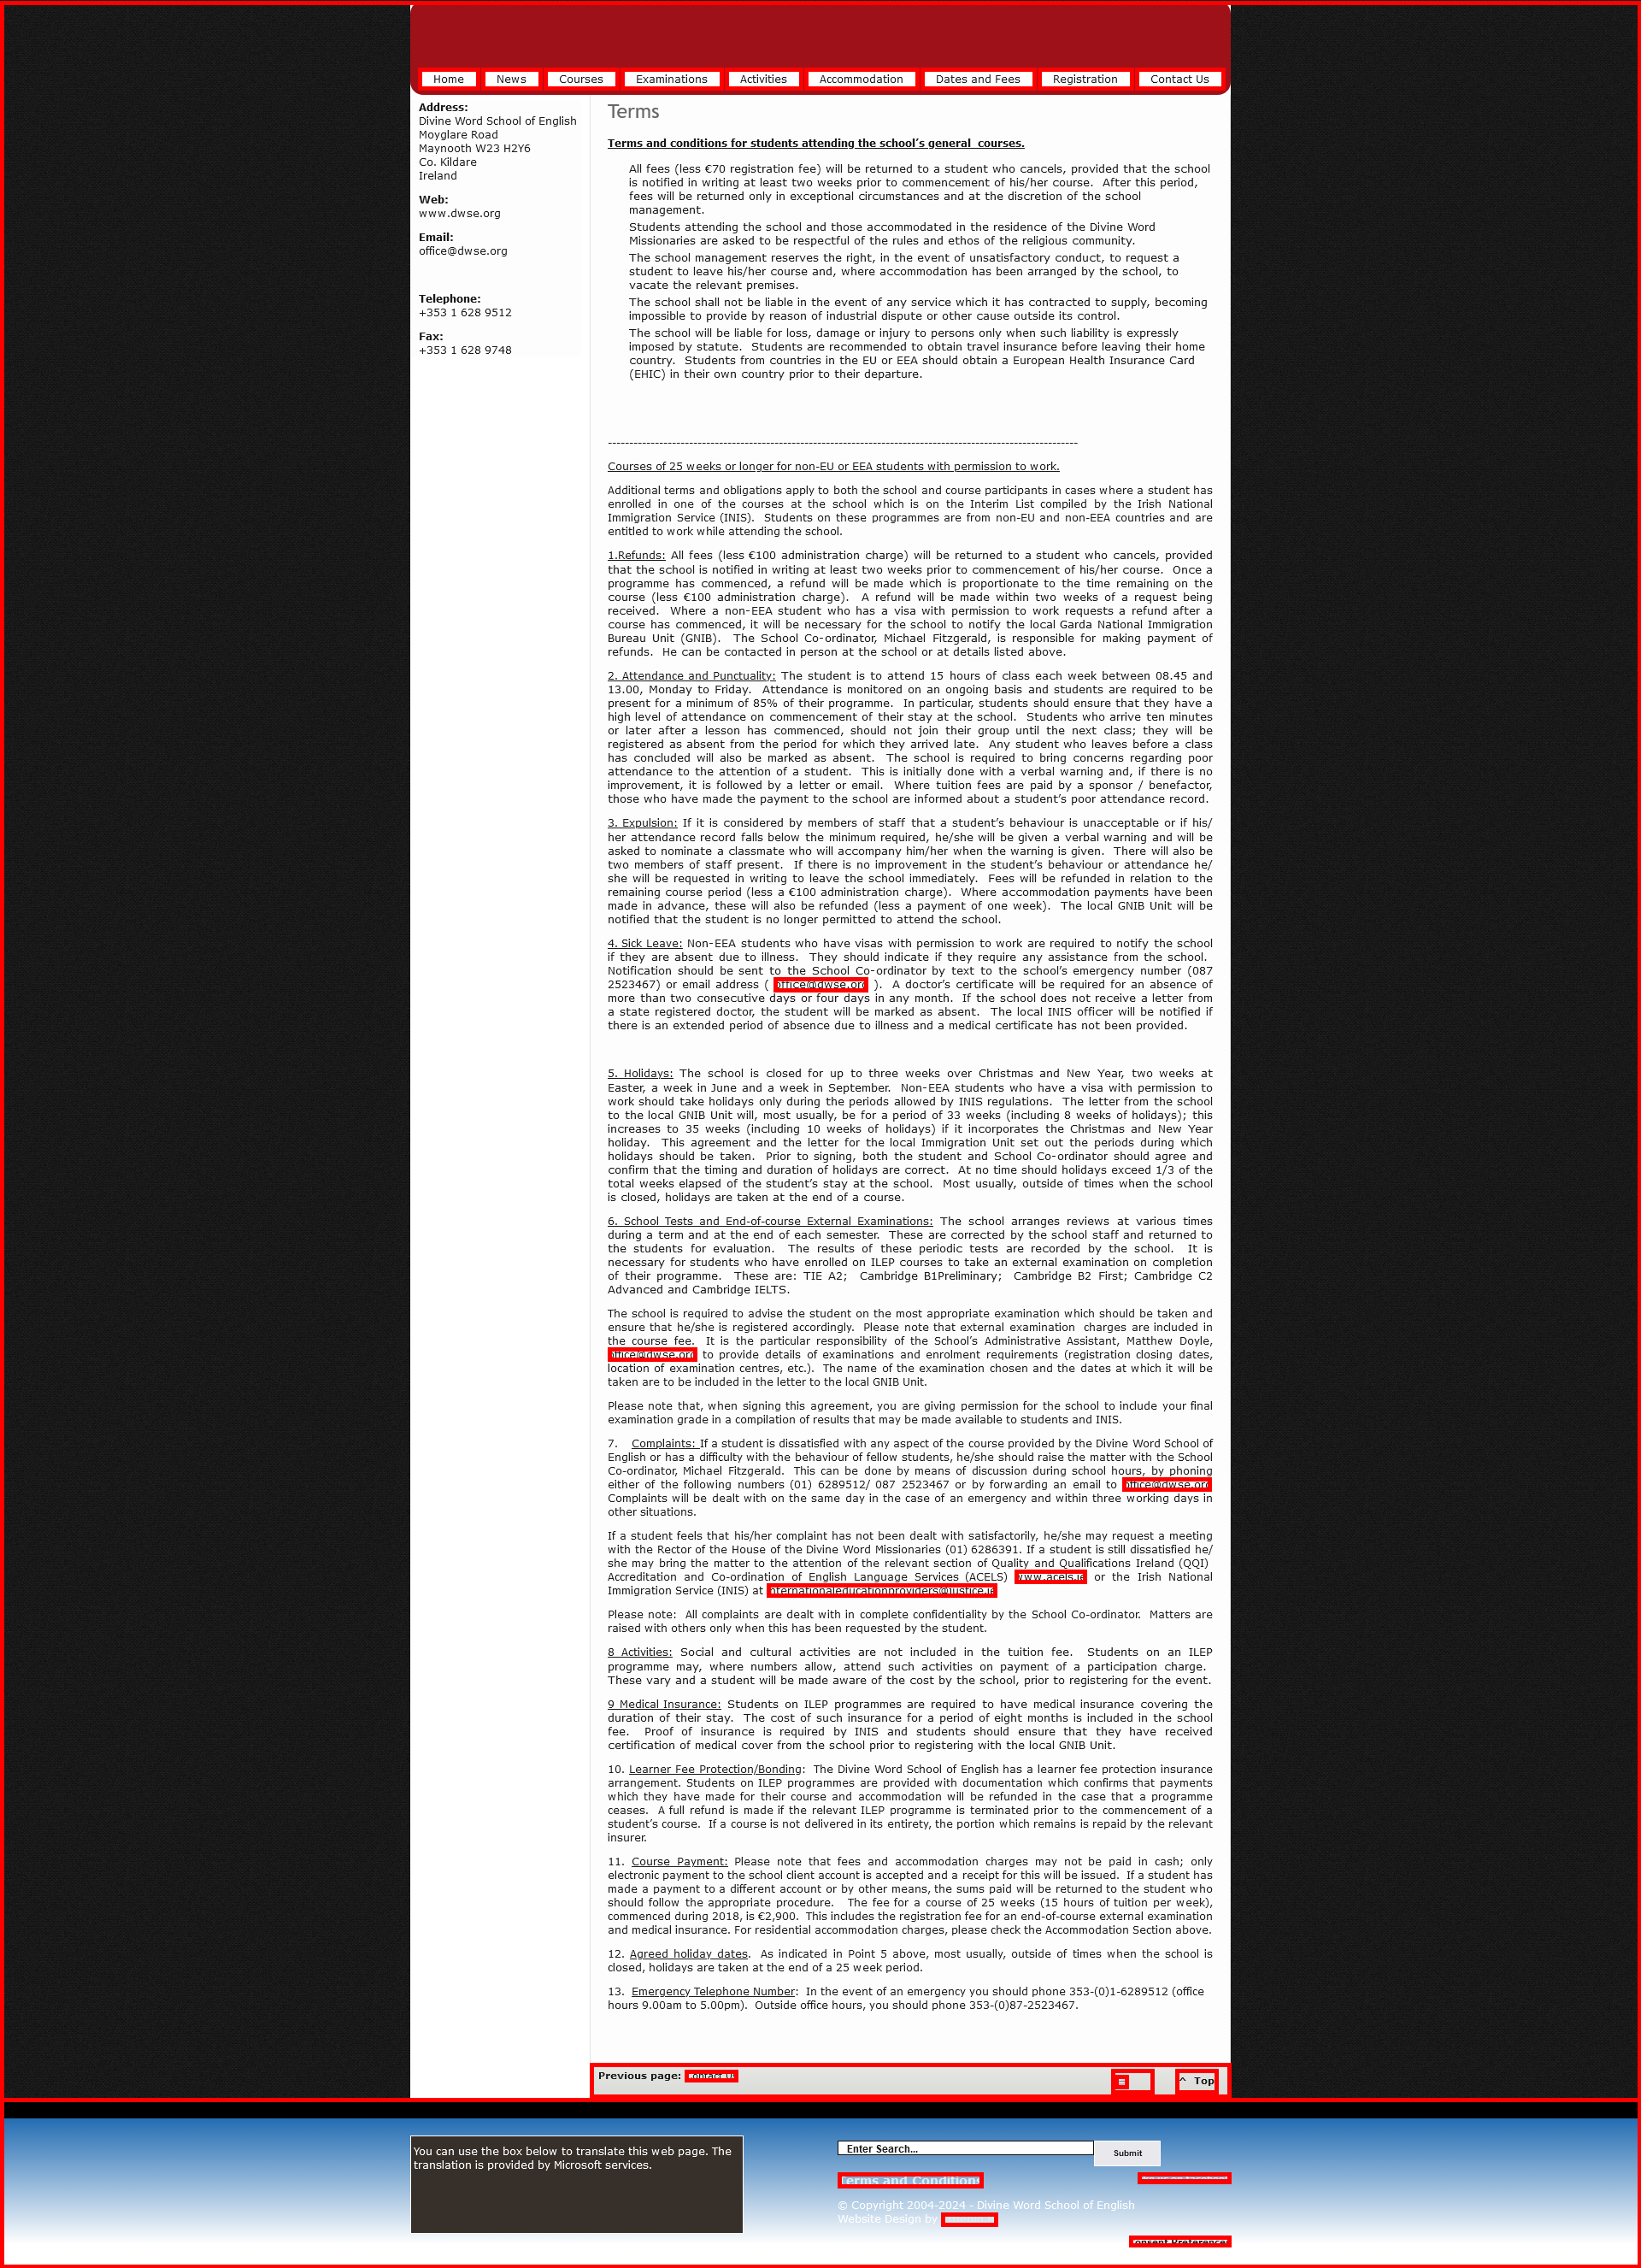 Home News Courses Examinations Activities Accommodation Dates and Fees Registration Contact Us
Address:
Divine Word School of English
Moyglare Road
Maynooth W23 H2Y6
Co. Kildare
Ireland
Web:
www.dwse.org
Email:
office@dwse.org
Telephone:
+353 1 628 9512
Fax:
+353 1 628 9748
Terms
Terms and conditions for students attending the school’s general courses.
All fees (less €70 registration fee) will be returned to a student who cancels, provided that the school
is notified in writing at least two weeks prior to commencement of his/her course. After this period,
fees will be returned only in exceptional circumstances and at the discretion of the school
management.
Students attending the school and those accommodated in the residence of the Divine Word
Missionaries are asked to be respectful of the rules and ethos of the religious community.
The school management reserves the right, in the event of unsatisfactory conduct, to request a
student to leave his/her course and, where accommodation has been arranged by the school, to
vacate the relevant premises.
The school shall not be liable in the event of any service which it has contracted to supply, becoming
impossible to provide by reason of industrial dispute or other cause outside its control.
The school will be liable for loss, damage or injury to persons only when such liability is expressly
imposed by statute. Students are recommended to obtain travel insurance before leaving their home
country. Students from countries in the EU or EEA should obtain a European Health Insurance Card
(EHIC) in their own country prior to their departure.
--------------------------------------------------------------------------------------------------------------
Courses of 25 weeks or longer for non-EU or EEA students with permission to work.
Additional terms and obligations apply to both the school and course participants in cases where a student has
enrolled in one of the courses at the school which is on the Interim List compiled by the Irish National
Immigration Service (INIS). Students on these programmes are from non-EU and non-EEA countries and are
entitled to work while attending the school.
1.Refunds: All fees (less €100 administration charge) will be returned to a student who cancels, provided
that the school is notified in writing at least two weeks prior to commencement of his/her course. Once a
programme has commenced, a refund will be made which is proportionate to the time remaining on the
course (less €100 administration charge). A refund will be made within two weeks of a request being
received. Where a non-EEA student who has a visa with permission to work requests a refund after a
course has commenced, it will be necessary for the school to notify the local Garda National Immigration
Bureau Unit (GNIB). The School Co-ordinator, Michael Fitzgerald, is responsible for making payment of
refunds. He can be contacted in person at the school or at details listed above.
2. Attendance and Punctuality: The student is to attend 15 hours of class each week between 08.45 and
13.00, Monday to Friday. Attendance is monitored on an ongoing basis and students are required to be
present for a minimum of 85% of their programme. In particular, students should ensure that they have a
high level of attendance on commencement of their stay at the school. Students who arrive ten minutes
or later after a lesson has commenced, should not join their group until the next class; they will be
registered as absent from the period for which they arrived late. Any student who leaves before a class
has concluded will also be marked as absent. The school is required to bring concerns regarding poor
attendance to the attention of a student. This is initially done with a verbal warning and, if there is no
improvement, it is followed by a letter or email. Where tuition fees are paid by a sponsor / benefactor,
those who have made the payment to the school are informed about a student’s poor attendance record.
3. Expulsion: If it is considered by members of staff that a student’s behaviour is unacceptable or if his/
her attendance record falls below the minimum required, he/she will be given a verbal warning and will be
asked to nominate a classmate who will accompany him/her when the warning is given. There will also be
two members of staff present. If there is no improvement in the student’s behaviour or attendance he/
she will be requested in writing to leave the school immediately. Fees will be refunded in relation to the
remaining course period (less a €100 administration charge). Where accommodation payments have been
made in advance, these will also be refunded (less a payment of one week). The local GNIB Unit will be
notified that the student is no longer permitted to attend the school.
4. Sick Leave: Non-EEA students who have visas with permission to work are required to notify the school
if they are absent due to illness. They should indicate if they require any assistance from the school.
Notification should be sent to the School Co-ordinator by text to the school’s emergency number (087
2523467) or email address ( office@dwse.org ). A doctor’s certificate will be required for an absence of
more than two consecutive days or four days in any month. If the school does not receive a letter from
a state registered doctor, the student will be marked as absent. The local INIS officer will be notified if
there is an extended period of absence due to illness and a medical certificate has not been provided.
5. Holidays: The school is closed for up to three weeks over Christmas and New Year, two weeks at
Easter, a week in June and a week in September. Non-EEA students who have a visa with permission to
work should take holidays only during the periods allowed by INIS regulations. The letter from the school
to the local GNIB Unit will, most usually, be for a period of 33 weeks (including 8 weeks of holidays); this
increases to 35 weeks (including 10 weeks of holidays) if it incorporates the Christmas and New Year
holiday. This agreement and the letter for the local Immigration Unit set out the periods during which
holidays should be taken. Prior to signing, both the student and School Co-ordinator should agree and
confirm that the timing and duration of holidays are correct. At no time should holidays exceed 1/3 of the
total weeks elapsed of the student’s stay at the school. Most usually, outside of times when the school
is closed, holidays are taken at the end of a course.
6. School Tests and End-of-course External Examinations: The school arranges reviews at various times
during a term and at the end of each semester. These are corrected by the school staff and returned to
the students for evaluation. The results of these periodic tests are recorded by the school. It is
necessary for students who have enrolled on ILEP courses to take an external examination on completion
of their programme. These are: TIE A2; Cambridge B1Preliminary; Cambridge B2 First; Cambridge C2
Advanced and Cambridge IELTS.
The school is required to advise the student on the most appropriate examination which should be taken and
ensure that he/she is registered accordingly. Please note that external examination charges are included in
the course fee. It is the particular responsibility of the School’s Administrative Assistant, Matthew Doyle,
office@dwse.org to provide details of examinations and enrolment requirements (registration closing dates,
location of examination centres, etc.). The name of the examination chosen and the dates at which it will be
taken are to be included in the letter to the local GNIB Unit.
Please note that, when signing this agreement, you are giving permission for the school to include your final
examination grade in a compilation of results that may be made available to students and INIS.
7. Complaints: If a student is dissatisfied with any aspect of the course provided by the Divine Word School of
English or has a difficulty with the behaviour of fellow students, he/she should raise the matter with the School
Co-ordinator, Michael Fitzgerald. This can be done by means of discussion during school hours, by phoning
either of the following numbers (01) 6289512/ 087 2523467 or by forwarding an email to office@dwse.org
Complaints will be dealt with on the same day in the case of an emergency and within three working days in
other situations.
If a student feels that his/her complaint has not been dealt with satisfactorily, he/she may request a meeting
with the Rector of the House of the Divine Word Missionaries (01) 6286391. If a student is still dissatisfied he/
she may bring the matter to the attention of the relevant section of Quality and Qualifications Ireland (QQI)
Accreditation and Co-ordination of English Language Services (ACELS) www.acels.ie or the Irish National
Immigration Service (INIS) at internationaleducationproviders@justice.ie
Please note: All complaints are dealt with in complete confidentiality by the School Co-ordinator. Matters are
raised with others only when this has been requested by the student.
8 Activities: Social and cultural activities are not included in the tuition fee. Students on an ILEP
programme may, where numbers allow, attend such activities on payment of a participation charge.
These vary and a student will be made aware of the cost by the school, prior to registering for the event.
9 Medical Insurance: Students on ILEP programmes are required to have medical insurance covering the
duration of their stay. The cost of such insurance for a period of eight months is included in the school
fee. Proof of insurance is required by INIS and students should ensure that they have received
certification of medical cover from the school prior to registering with the local GNIB Unit.
10. Learner Fee Protection/Bonding: The Divine Word School of English has a learner fee protection insurance
arrangement. Students on ILEP programmes are provided with documentation which confirms that payments
which they have made for their course and accommodation will be refunded in the case that a programme
ceases. A full refund is made if the relevant ILEP programme is terminated prior to the commencement of a
student’s course. If a course is not delivered in its entirety, the portion which remains is repaid by the relevant
insurer.
11. Course Payment: Please note that fees and accommodation charges may not be paid in cash; only
electronic payment to the school client account is accepted and a receipt for this will be issued. If a student has
made a payment to a different account or by other means, the sums paid will be returned to the student who
should follow the appropriate procedure. The fee for a course of 25 weeks (15 hours of tuition per week),
commenced during 2018, is €2,900. This includes the registration fee for an end-of-course external examination
and medical insurance. For residential accommodation charges, please check the Accommodation Section above.
12. Agreed holiday dates. As indicated in Point 5 above, most usually, outside of times when the school is
closed, holidays are taken at the end of a 25 week period.
13. Emergency Telephone Number: In the event of an emergency you should phone 353-(0)1-6289512 (office
hours 9.00am to 5.00pm). Outside office hours, you should phone 353-(0)87-2523467.
Previous page: Contact Us
^ Top
You can use the box below to translate this web page. The
translation is provided by Microsoft services.
Enter Search...
Submit
Terms and Conditions
© Copyright 2004-2024 - Divine Word School of English
Website Design by
Consent Preferences